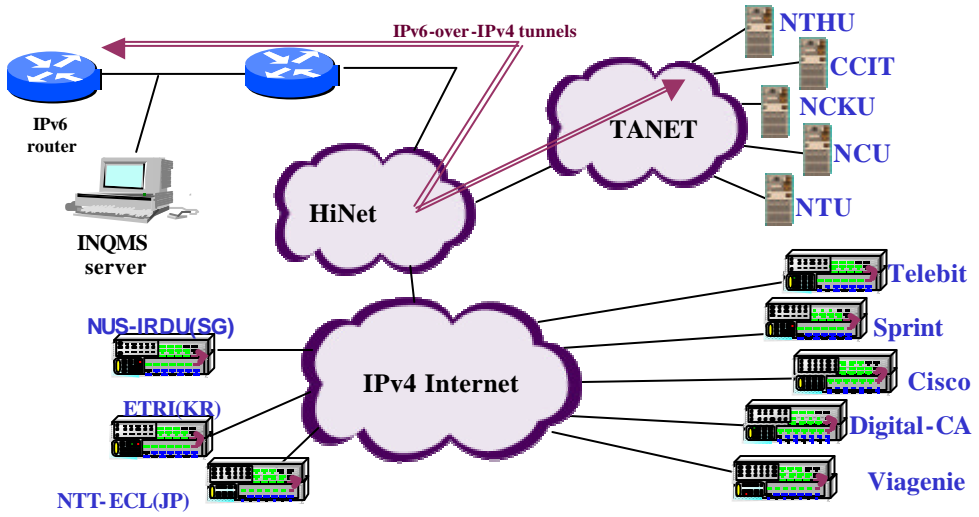 NTHU
IPv6-over-IPv4 tunnels
CCIT
NCKU
IPv6
router
TANET
NCU
HiNet
NTU
INQMS
server
Telebit
NUS-IRDU(SG)
Sprint
IPv4 Internet
Cisco
ETRI(KR)
Digital-CA
NTT-ECL(JP)
Viagenie